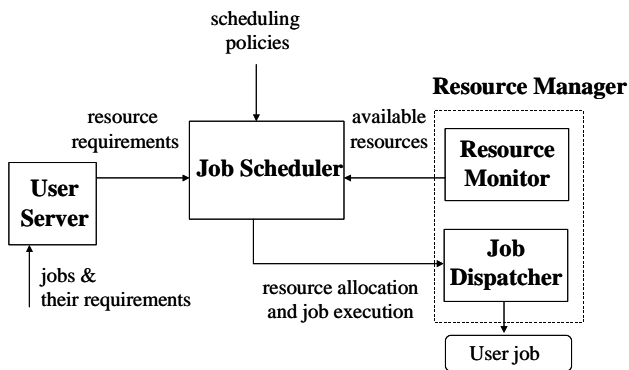 scheduling
policies
Resource Manager
resource
requirements
available
resources
Job Scheduler
Resource
Monitor
User
Server
Job
Dispatcher
jobs &
their requirements
resource allocation
and job execution
User job